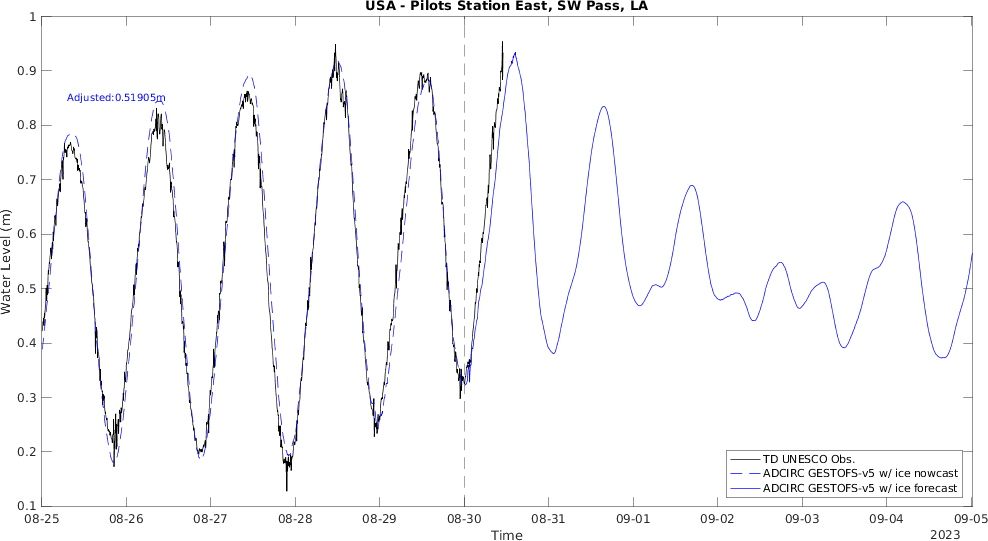 USA - Pilots Station East, SW Pass, LA
1
0.9
Adjusted:0.51905m
0.8
0.7
0.6
0.5
0.4
0.3
0.2
0.1
Water Level (m)
TD UNESCO Obs.
ADCIRC GESTOFS-v5 w/ ice nowcast
ADCIRC GESTOFS-v5 w/ ice forecast
08-25 08-26 08-27 08-28 08-29 08-30 08-31 09-01 09-02 09-03 09-04 09-05
Time
2023